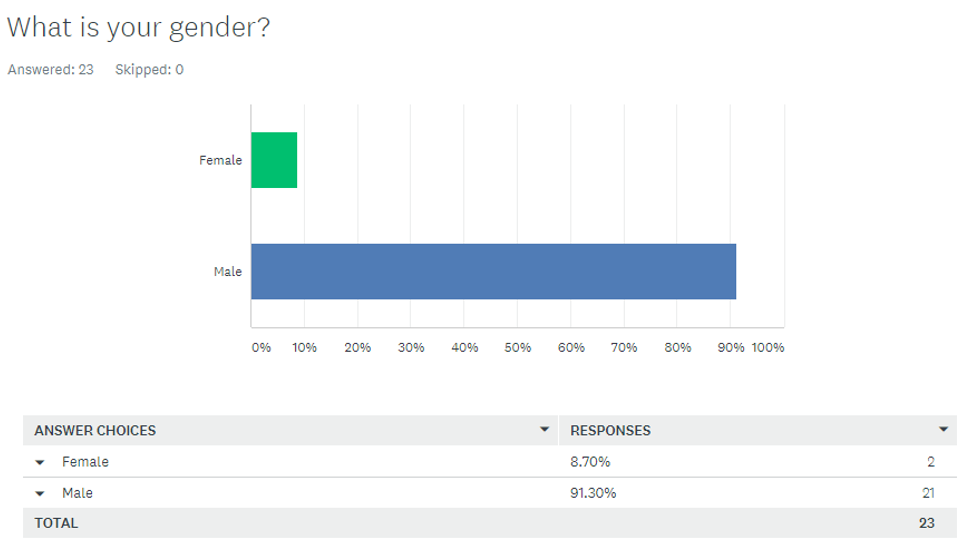 What is your gender?
Answered: 23 Skipped: 0
Female
Male
0% 10% 20% 30% 40% 50% 60% 70% 80% 90% 100%
ANSWER CHOICES RESPONSES
Female 8.70% 2
Male 91.30% 21
TOTAL 23